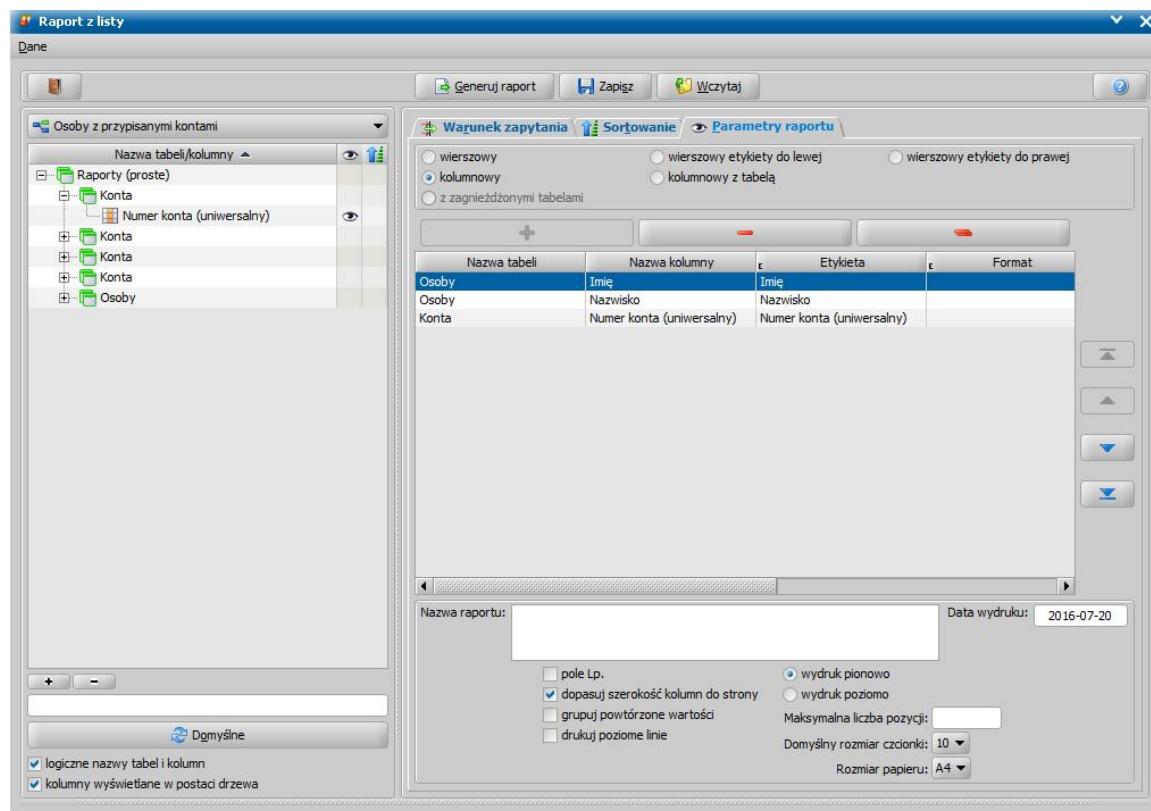 Raport z listy
Dane
Generuj raport
Zapisz
Wczytaj
Osoby z przypisanymi kontami
Nazwa tabeli/kolumny
Raporty (proste)
Konta
Numer konta (uniwersalny)
Konta
Konta
Konta
Osoby
Domyślne
logiczne nazwy tabel i kolumn
kolumny wyświetlane w postaci drzewa
Warunek zapytania
Sortowanie
Parametry raportu
wierszowy
wierszowy etykiety do lewej
wierszowy etykiety do prawej
kolumnowy
kolumnowy z tabelą
z zagnieżdżonymi tabelami
Nazwa tabeli Nazwa kolumny E Etykieta E Format
Osoby Imię Imię
Osoby Nazwisko Nazwisko
Konta Numer konta (uniwersalny) Numer konta (uniwersalny)
Nazwa raportu:
Data wydruku: 2016-07-20
pole Lp.
dopasuj szerokość kolumn do strony
grupuj powtórzone wartości
drukuj poziome linie
wydruk pionowo
wydruk poziomo
Maksymalna liczba pozycji:
Domyślny rozmiar czcionki: 10
Rozmiar papieru: A4